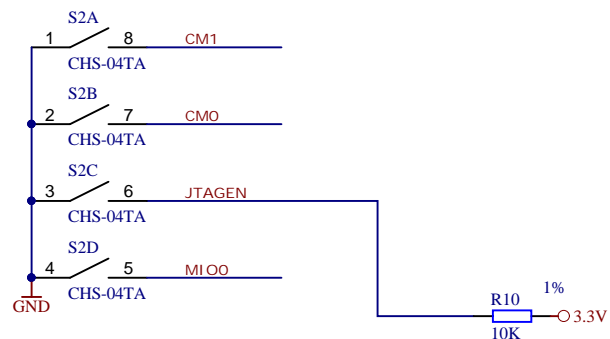 S2A
1 8 CM1
CHS-04TA
S2B
2 7 CM0
CHS-04TA
S2C
3 6 JTAGEN
CHS-04TA
S2D
4 5 MIO0
CHS-04TA
GND
1%
R10
3.3V
10K